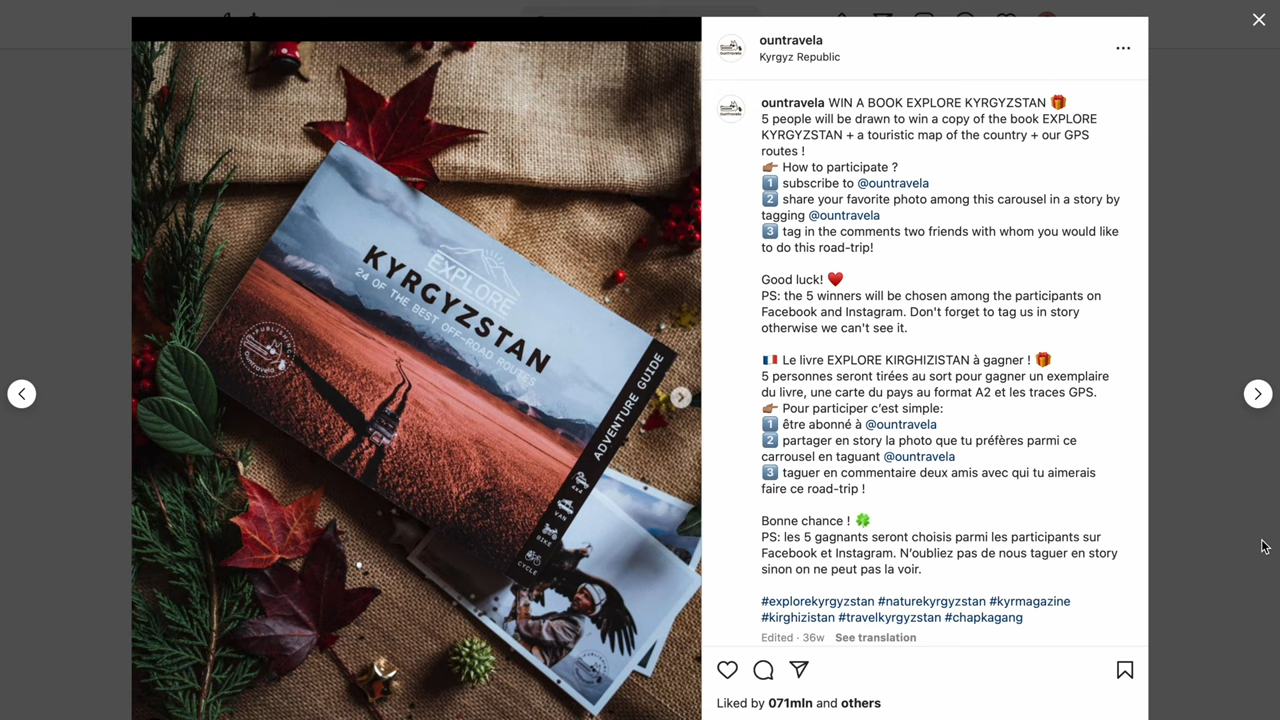 ountravela
Kyrgyz Republic
ountravela WIN A BOOK EXPLORE KYRGYZSTAN 🎁
5 people will be drawn to win a copy of the book EXPLORE
KYRGYZSTAN + a touristic map of the country + our GPS
routes !
👉🏾 How to participate ?
1️⃣ subscribe to @ountravela
2️⃣ share your favorite photo among this carousel in a story by
tagging @ountravela
3️⃣ tag in the comments two friends with whom you would like
to do this road-trip!
Good luck! ♥️
PS: the 5 winners will be chosen among the participants on
Facebook and Instagram. Don't forget to tag us in story
otherwise we can't see it.
🇫🇷 Le livre EXPLORE KIRGHIZISTAN à gagner ! 🎁
5 personnes seront tirées au sort pour gagner un exemplaire
du livre, une carte du pays au format A2 et les traces GPS.
👉🏾 Pour participer c’est simple:
1️⃣ être abonné à @ountravela
2️⃣ partager en story la photo que tu préfères parmi ce
carrousel en taguant @ountravela
3️⃣ taguer en commentaire deux amis avec qui tu aimerais
faire ce road-trip !
Bonne chance ! 🍀
PS: les 5 gagnants seront choisis parmi les participants sur
Facebook et Instagram. N’oubliez pas de nous taguer en story
sinon on ne peut pas la voir.
#explorekyrgyzstan #naturekyrgyzstan #kyrmagazine
#kirghizistan #travelkyrgyzstan #chapkagang
Edited · 36w See translation
Liked by 071mln and others
EXPLORE
KYRGYZSTAN
24 OF THE BEST OFF-ROAD ROUTES
PUBLISHING
OunTravela
ADVENTURE GUIDE
4x4
VAN
BIKE
CYCLE